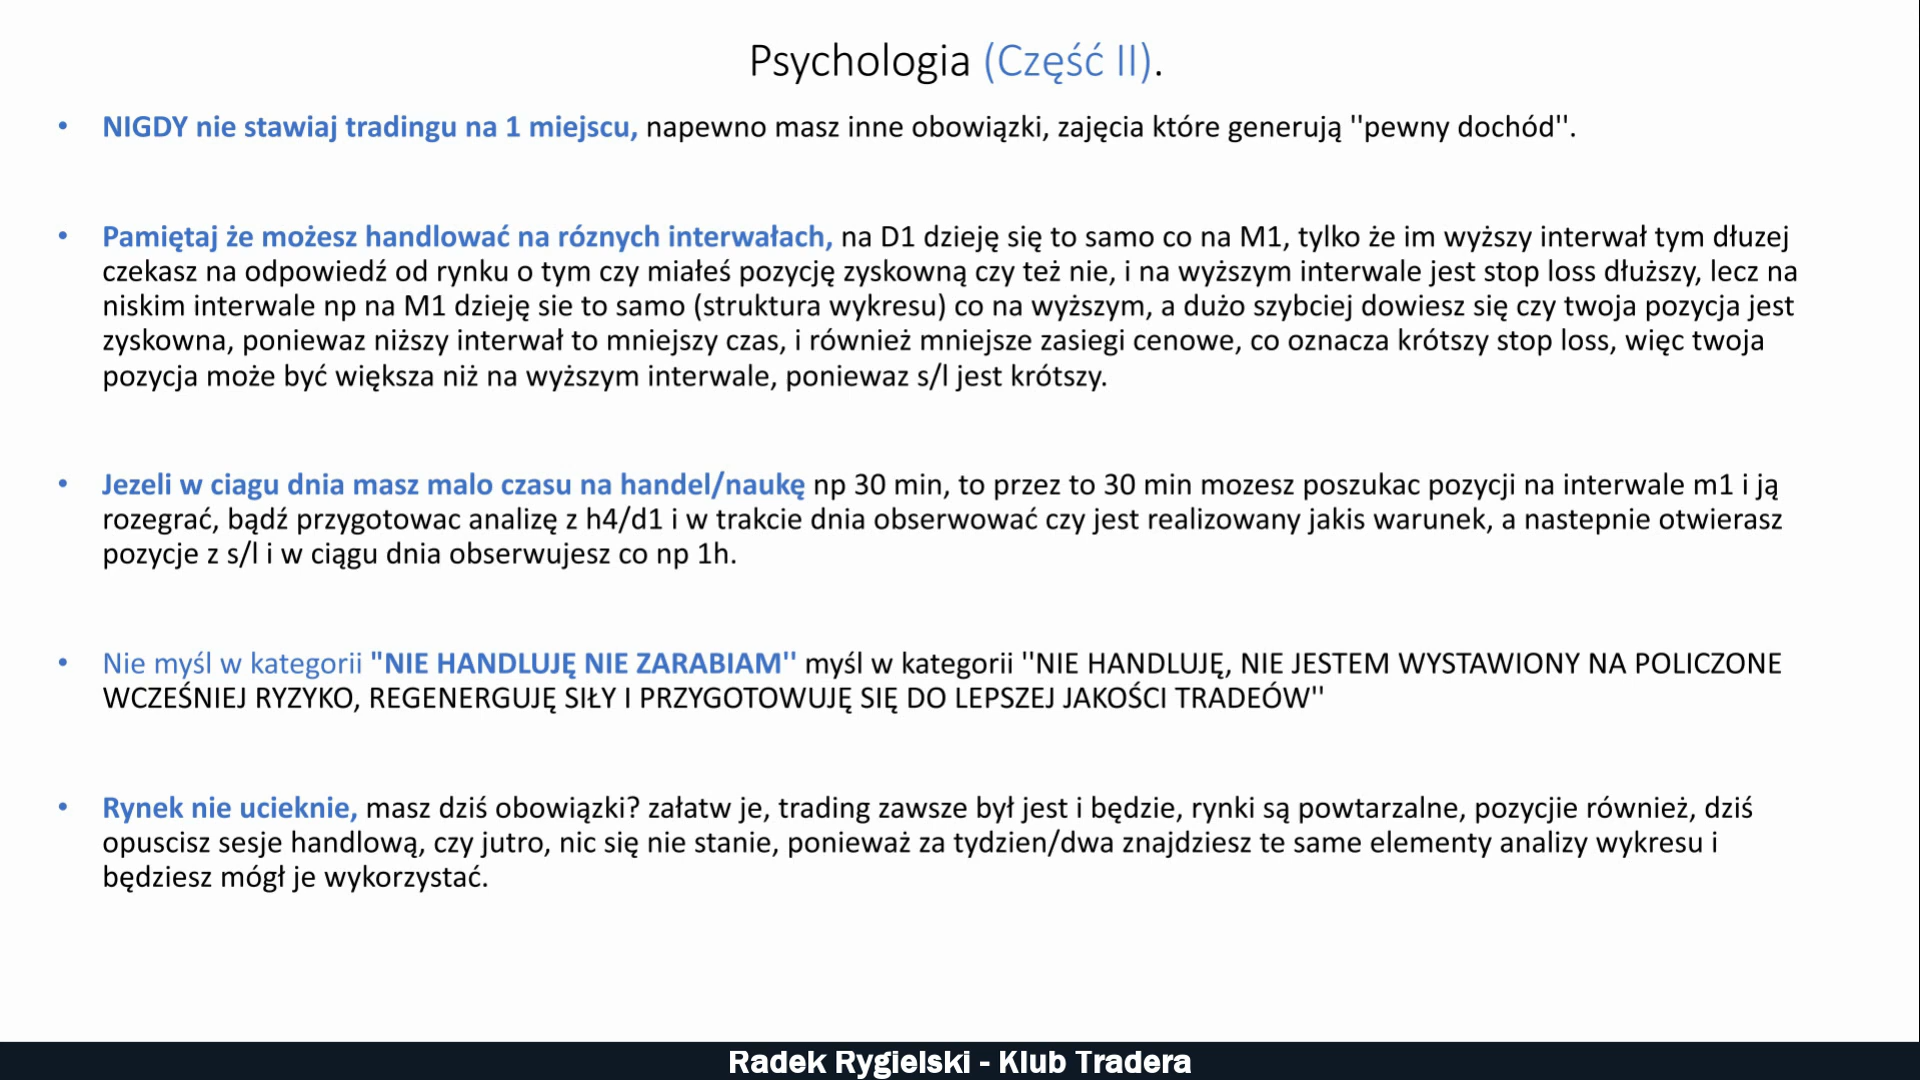 Psychologia (Część II).
• NIGDY nie stawiaj tradingu na 1 miejscu, napewno masz inne obowiązki, zajęcia które generują ''pewny dochód''.
• Pamiętaj że możesz handlować na róznych interwałach, na D1 dzieję się to samo co na M1, tylko że im wyższy interwał tym dłuzej
czekasz na odpowiedź od rynku o tym czy miałeś pozycję zyskowną czy też nie, i na wyższym interwale jest stop loss dłuższy, lecz na
niskim interwale np na M1 dzieję sie to samo (struktura wykresu) co na wyższym, a dużo szybciej dowiesz się czy twoja pozycja jest
zyskowna, poniewaz niższy interwał to mniejszy czas, i również mniejsze zasiegi cenowe, co oznacza krótszy stop loss, więc twoja
pozycja może być większa niż na wyższym interwale, poniewaz s/l jest krótszy.
• Jezeli w ciagu dnia masz malo czasu na handel/naukę np 30 min, to przez to 30 min mozesz poszukac pozycji na interwale m1 i ją
rozegrać, bądź przygotowac analizę z h4/d1 i w trakcie dnia obserwować czy jest realizowany jakis warunek, a nastepnie otwierasz
pozycje z s/l i w ciągu dnia obserwujesz co np 1h.
• Nie myśl w kategorii "NIE HANDLUJĘ NIE ZARABIAM'' myśl w kategorii ''NIE HANDLUJĘ, NIE JESTEM WYSTAWIONY NA POLICZONE
WCZEŚNIEJ RYZYKO, REGENERGUJĘ SIŁY I PRZYGOTOWUJĘ SIĘ DO LEPSZEJ JAKOŚCI TRADEÓW''
• Rynek nie ucieknie, masz dziś obowiązki? załatw je, trading zawsze był jest i będzie, rynki są powtarzalne, pozycjie również, dziś
opuscisz sesje handlową, czy jutro, nic się nie stanie, ponieważ za tydzien/dwa znajdziesz te same elementy analizy wykresu i
będziesz mógł je wykorzystać.
Radek Rygielski - Klub Tradera